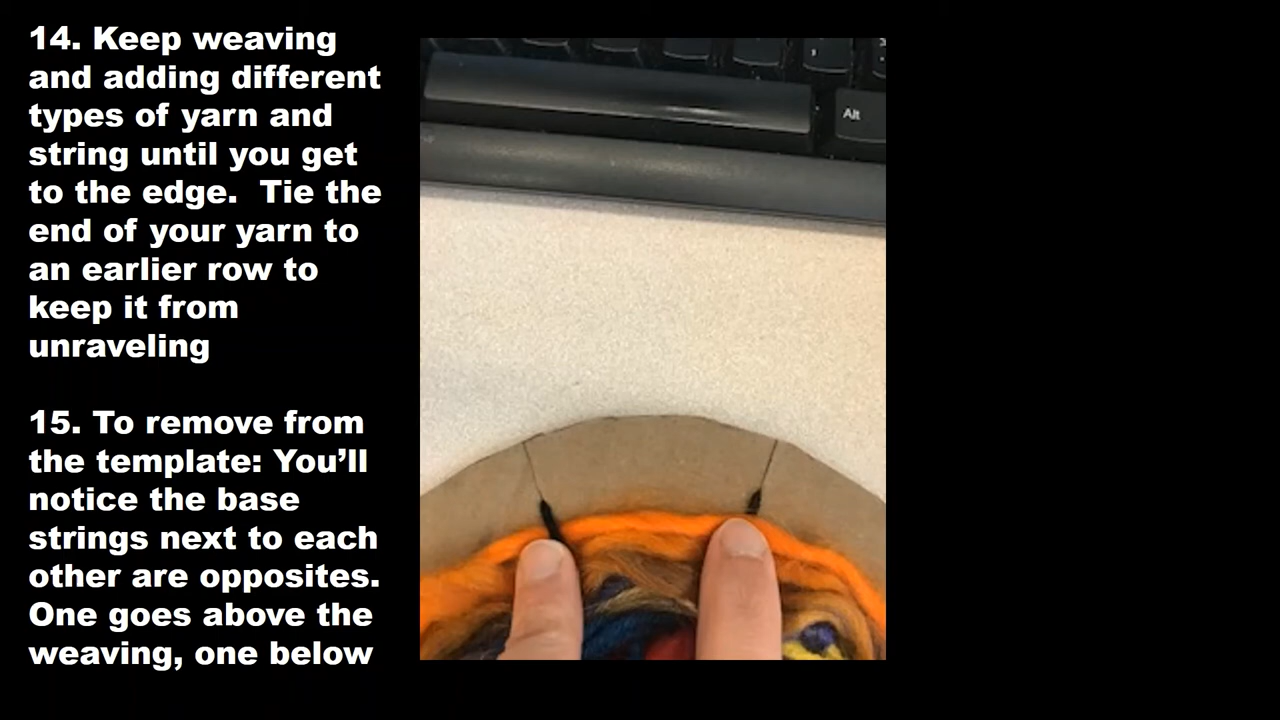 14. Keep weaving
and adding different
types of yarn and
string until you get
to the edge.  Tie the
end of your yarn to
an earlier row to
keep it from
unraveling
15. To remove from
the template: You’ll
notice the base
strings next to each
other are opposites.
One goes above the
weaving, one below
Alt